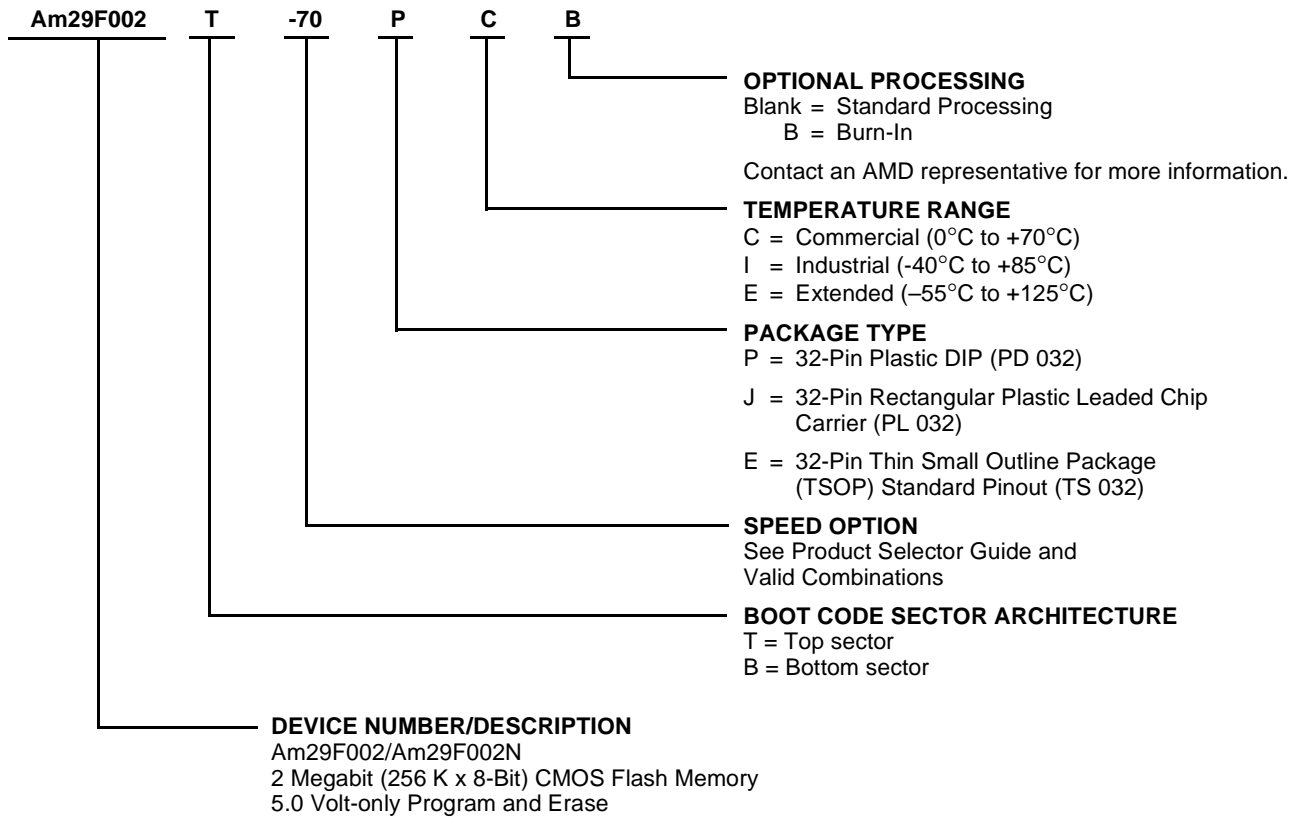 Am29F002 T -70 P C B
OPTIONAL PROCESSING
Blank = Standard Processing
B = Burn-In
Contact an AMD representative for more information.
TEMPERATURE RANGE
C = Commercial (0°C to +70°C)
I = Industrial (-40°C to +85°C)
E = Extended (–55°C to +125°C)
PACKAGE TYPE
P = 32-Pin Plastic DIP (PD 032)
J = 32-Pin Rectangular Plastic Leaded Chip
Carrier (PL 032)
E = 32-Pin Thin Small Outline Package
(TSOP) Standard Pinout (TS 032)
SPEED OPTION
See Product Selector Guide and
Valid Combinations
BOOT CODE SECTOR ARCHITECTURE
T = Top sector
B = Bottom sector
DEVICE NUMBER/DESCRIPTION
Am29F002/Am29F002N
2 Megabit (256 K x 8-Bit) CMOS Flash Memory
5.0 Volt-only Program and Erase